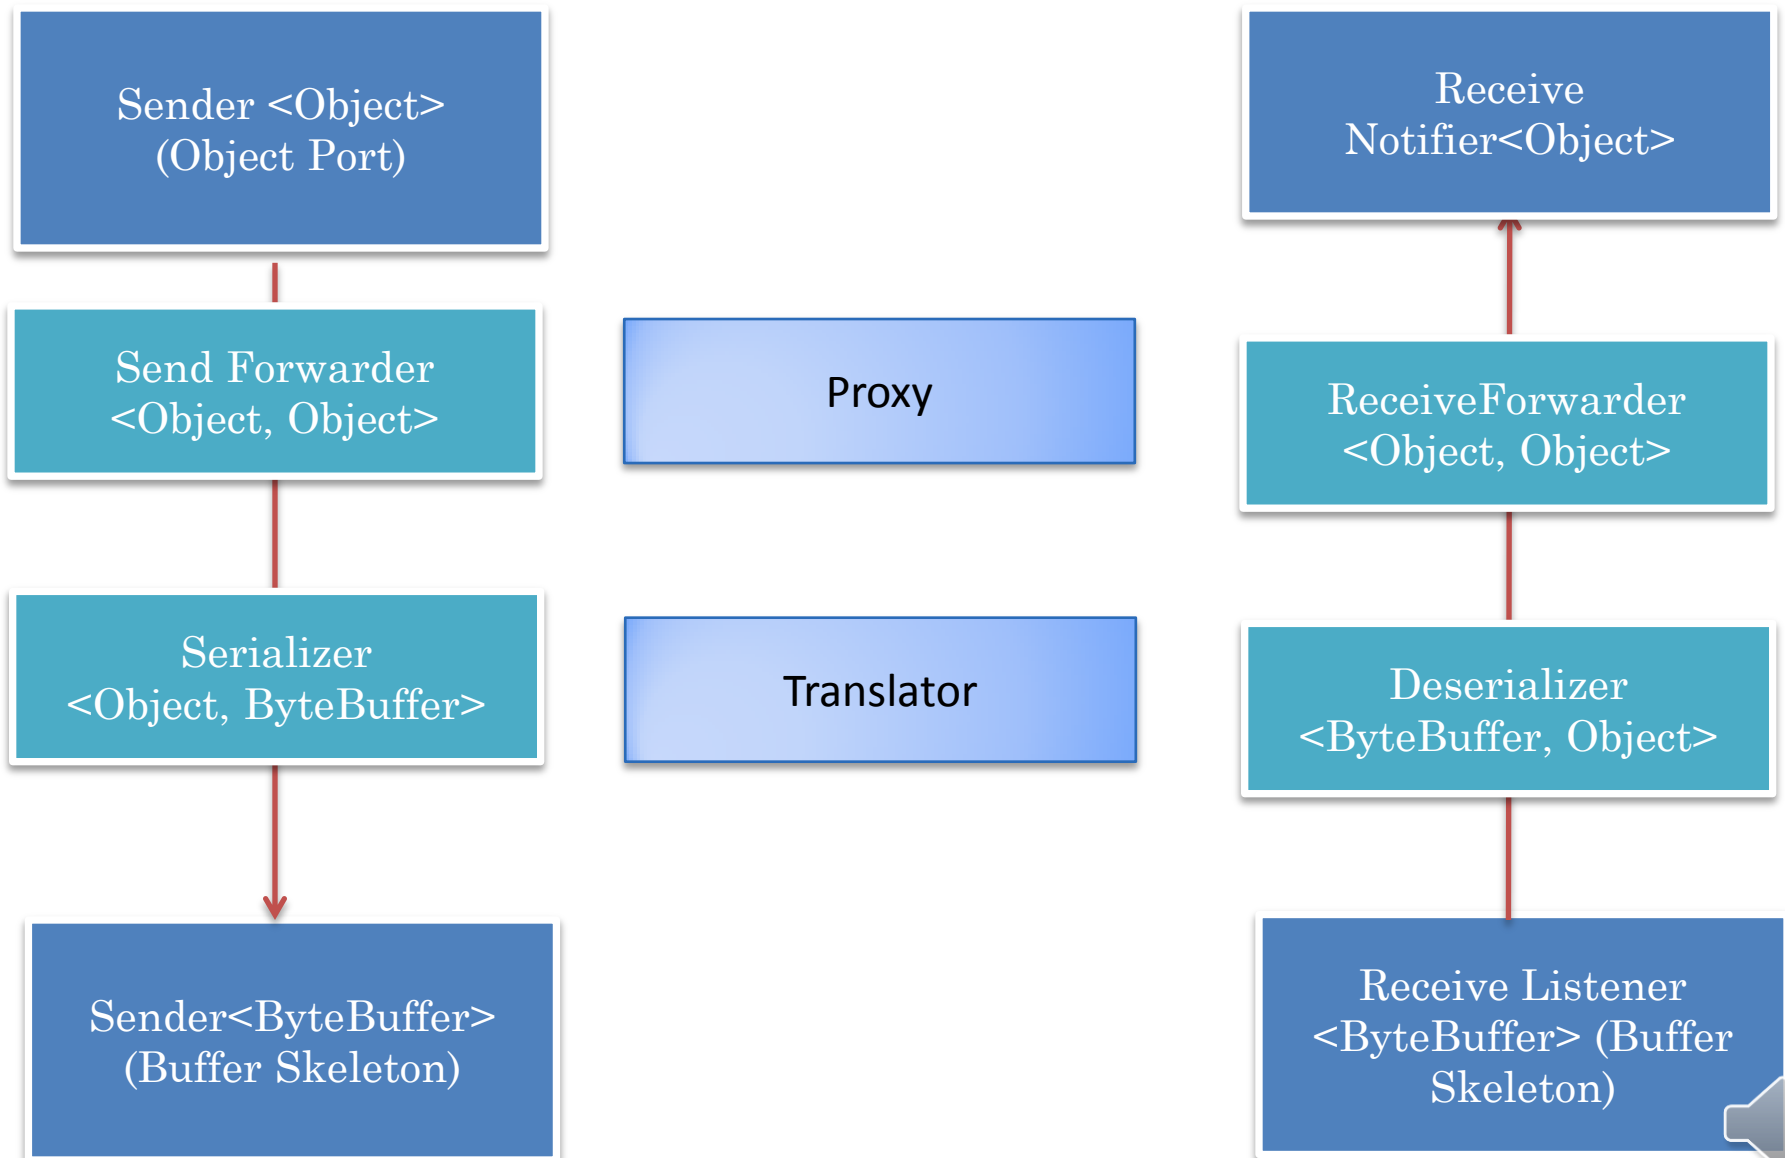 Sender <Object>
(Object Port)
Receive
Notifier<Object>
Send Forwarder
<Object, Object>
Proxy
ReceiveForwarder
<Object, Object>
Serializer
<Object, ByteBuffer>
Translator
Deserializer
<ByteBuffer, Object>
Sender<ByteBuffer>
(Buffer Skeleton)
Receive Listener
<ByteBuffer> (Buffer
Skeleton)